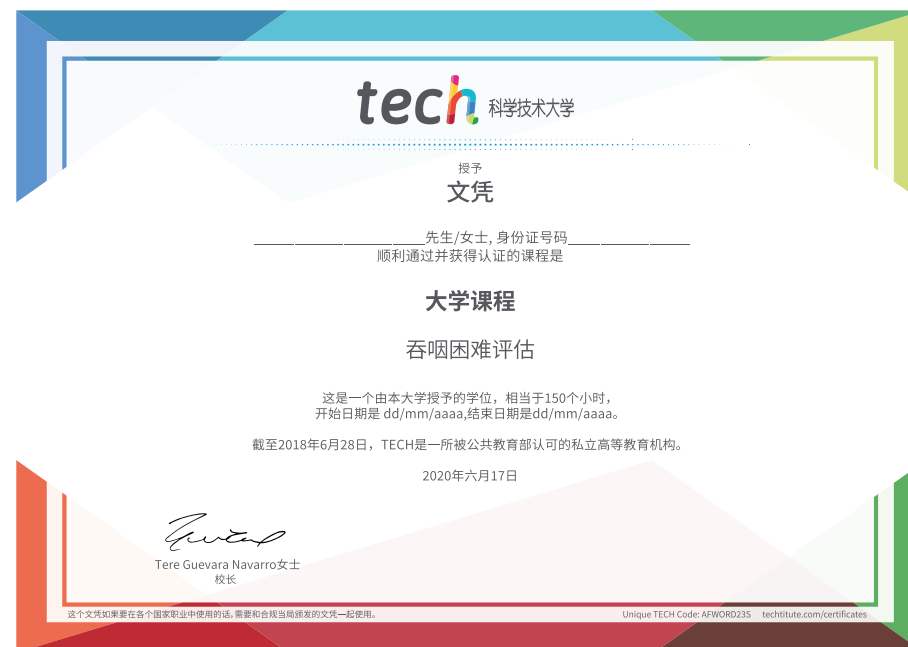 tech 科学技术大学
授予
文凭
先生/女士, 身份证号码
顺利通过并获得认证的课程是
大学课程
吞咽困难评估
这是一个由本大学授予的学位，相当于150个小时，
开始日期是 dd/mm/aaaa,结束日期是dd/mm/aaaa。
截至2018年6月28日，TECH是一所被公共教育部认可的私立高等教育机构。
2020年六月17日
Tere Guevara Navarro女士
校长
这个文凭如果要在各个国家职业中使用的话,需要和合规当局颁发的文凭一起使用。
Unique TECH Code: AFWORD23S techtitute.com/certificates